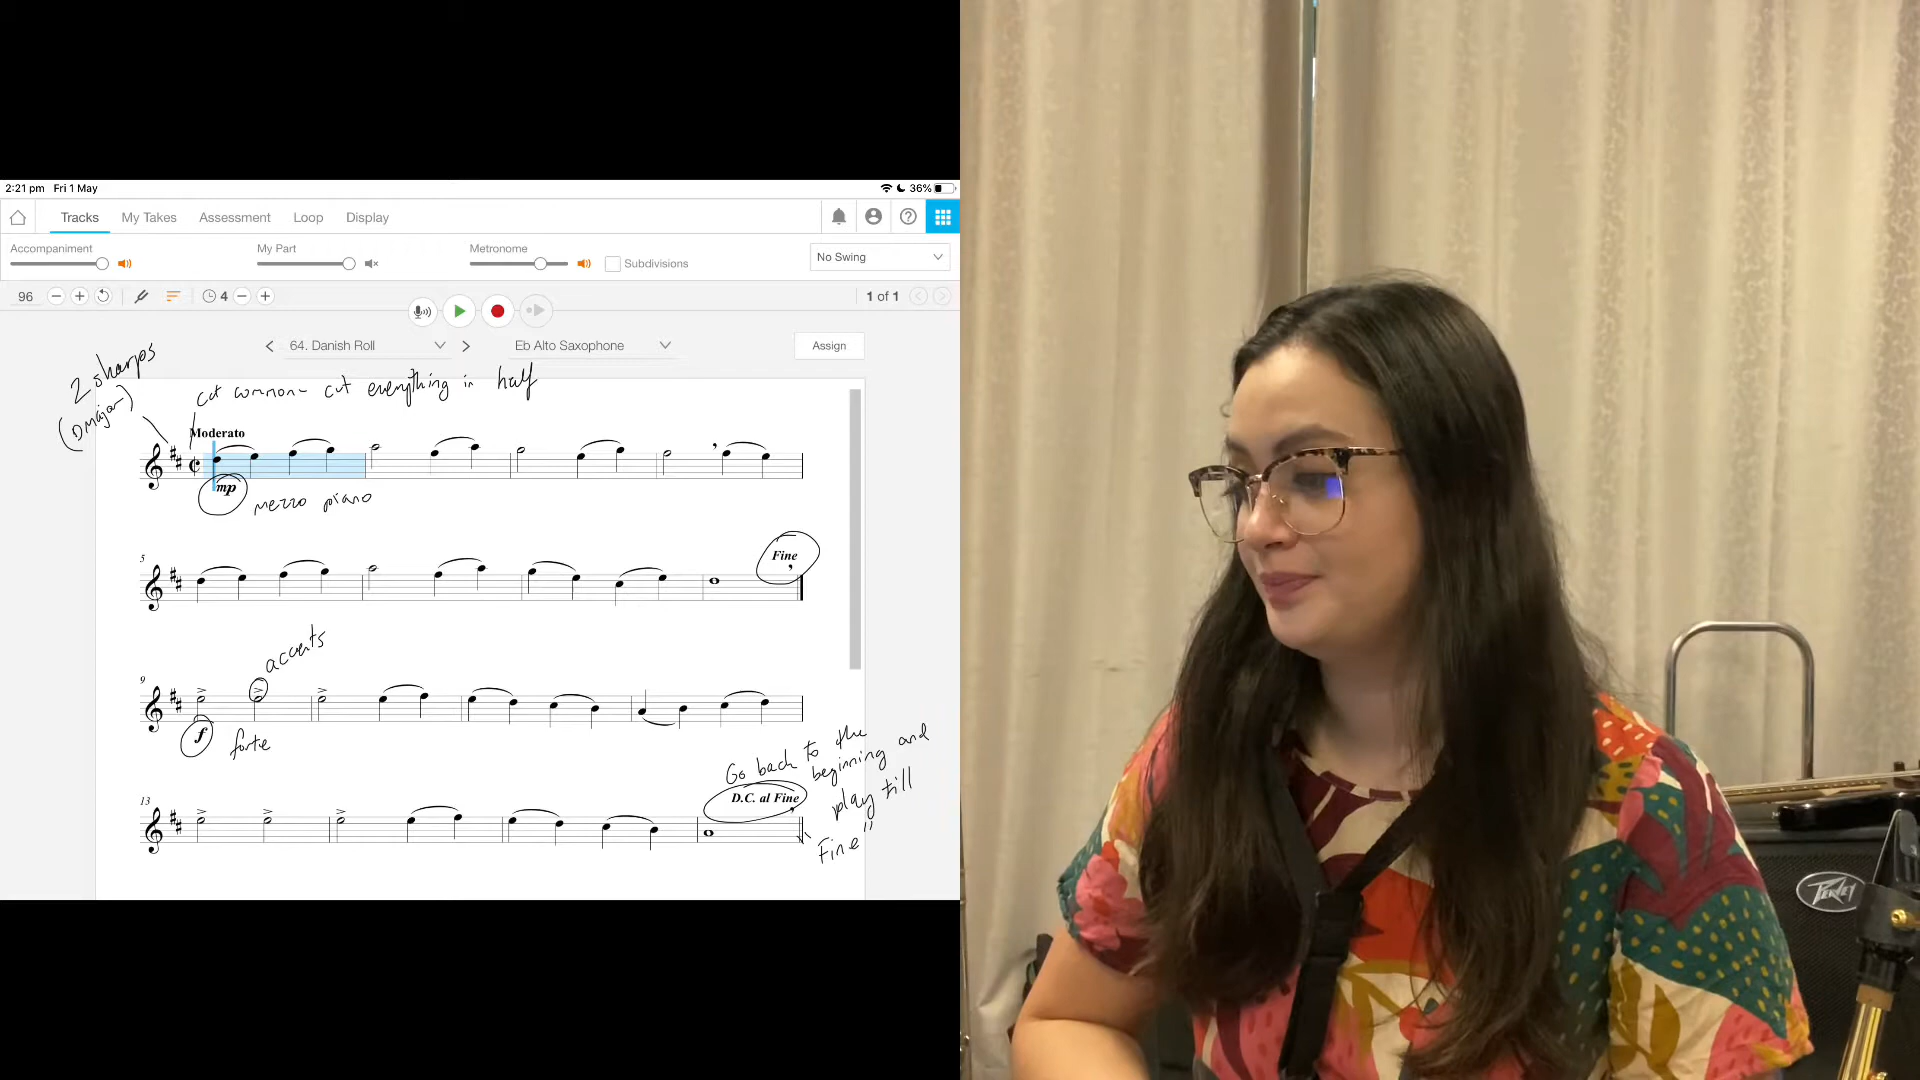 2:21 pm Fri 1 May 36%
Tracks My Takes Assessment Loop Display
Accompaniment My Part Metronome
Subdivisions No Swing
96 4 1 of 1
64. Danish Roll Eb Alto Saxophone Assign
2 sharps
(D major)
cut common - cut everything in half
Moderato
mp
mezzo piano
5
Fine
accents
9
f forte
Go back to the
beginning and
play till
"Fine"
D.C. al Fine
13
PEAVEY